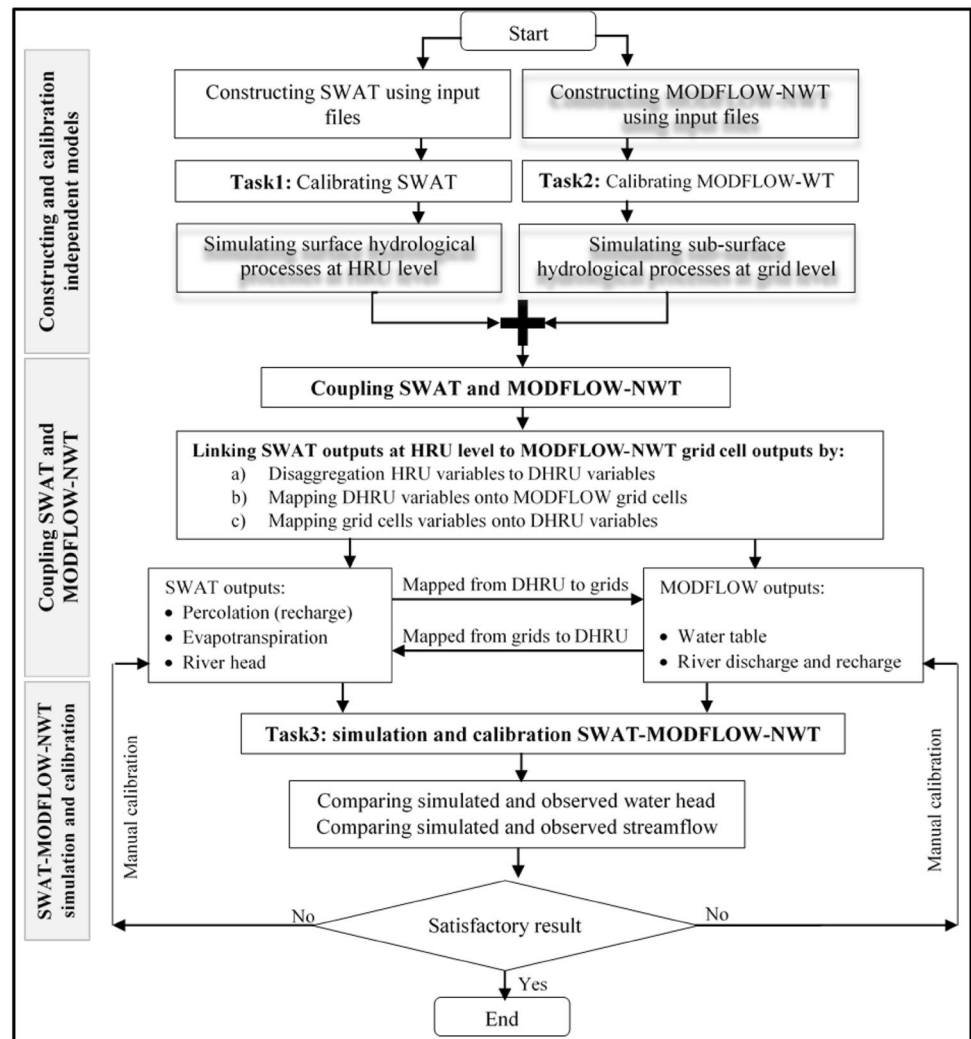 Start
Constructing and calibration
independent models
Constructing SWAT using input
files
Constructing MODFLOW-NWT
using input files
Task1: Calibrating SWAT
Task2: Calibrating MODFLOW-WT
Simulating surface hydrological
processes at HRU level
Simulating sub-surface
hydrological processes at grid level
Coupling SWAT and
MODFLOW-NWT
Coupling SWAT and MODFLOW-NWT
Linking SWAT outputs at HRU level to MODFLOW-NWT grid cell outputs by:
a) Disaggregation HRU variables to DHRU variables
b) Mapping DHRU variables onto MODFLOW grid cells
c) Mapping grid cells variables onto DHRU variables
SWAT outputs:
• Percolation (recharge)
• Evapotranspiration
• River head
Mapped from DHRU to grids
Mapped from grids to DHRU
MODFLOW outputs:
• Water table
• River discharge and recharge
SWAT-MODFLOW-NWT
simulation and calibration
Manual calibration
Task3: simulation and calibration SWAT-MODFLOW-NWT
Manual calibration
Comparing simulated and observed water head
Comparing simulated and observed streamflow
No
Satisfactory result
No
Yes
End